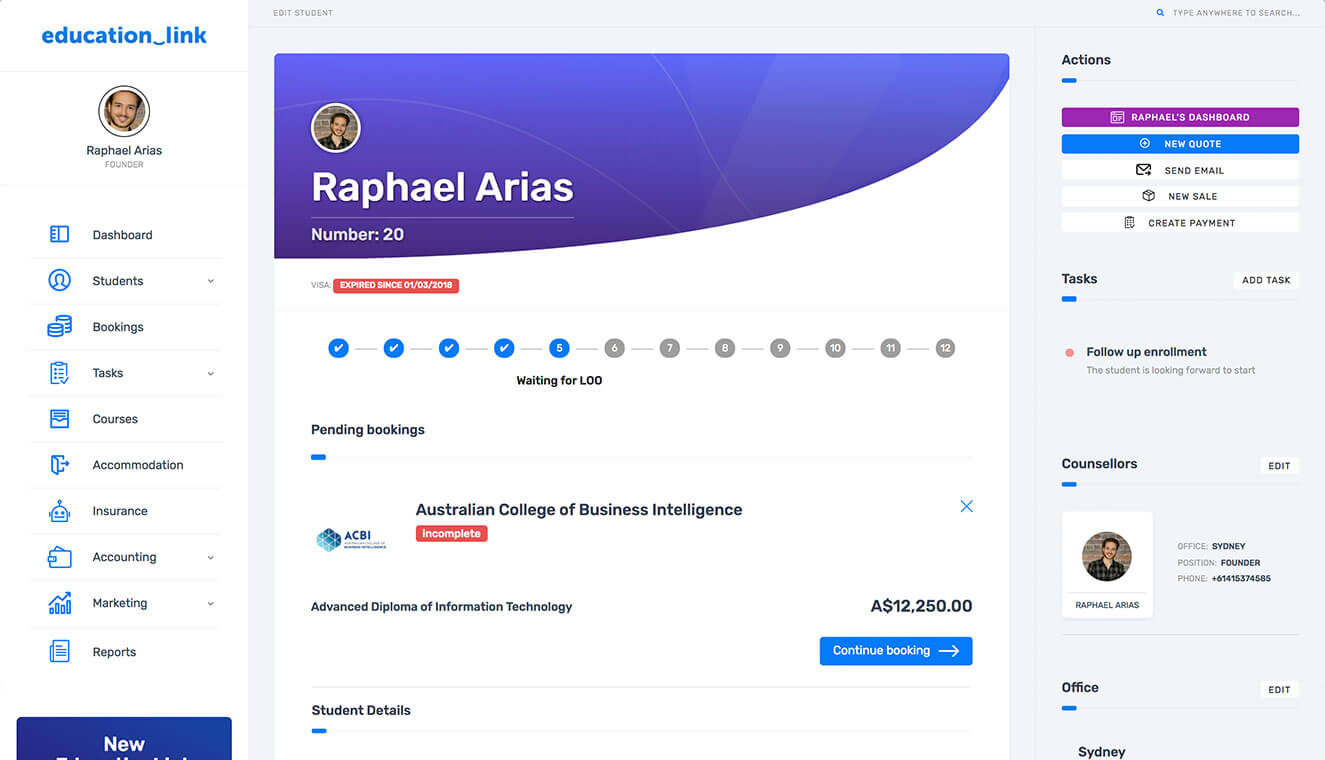 education_link
Raphael Arias
FOUNDER
Dashboard
Students
Bookings
Tasks
Courses
Accommodation
Insurance
Accounting
Marketing
Reports
New
EDIT STUDENT
TYPE ANYWHERE TO SEARCH...
Raphael Arias
Number: 20
VISA: EXPIRED SINCE 01/03/2018
5 6 7 8 9 10 11 12
Waiting for LOO
Pending bookings
Australian College of Business Intelligence
Incomplete
ACBI
AUSTRALIAN COLLEGE OF
BUSINESS INTELLIGENCE
Advanced Diploma of Information Technology
A$12,250.00
Continue booking
Student Details
Actions
RAPHAEL'S DASHBOARD
NEW QUOTE
SEND EMAIL
NEW SALE
CREATE PAYMENT
Tasks
ADD TASK
Follow up enrollment
The student is looking forward to start
Counsellors
EDIT
RAPHAEL ARIAS
OFFICE: SYDNEY
POSITION: FOUNDER
PHONE: +61415374585
Office
EDIT
Sydney